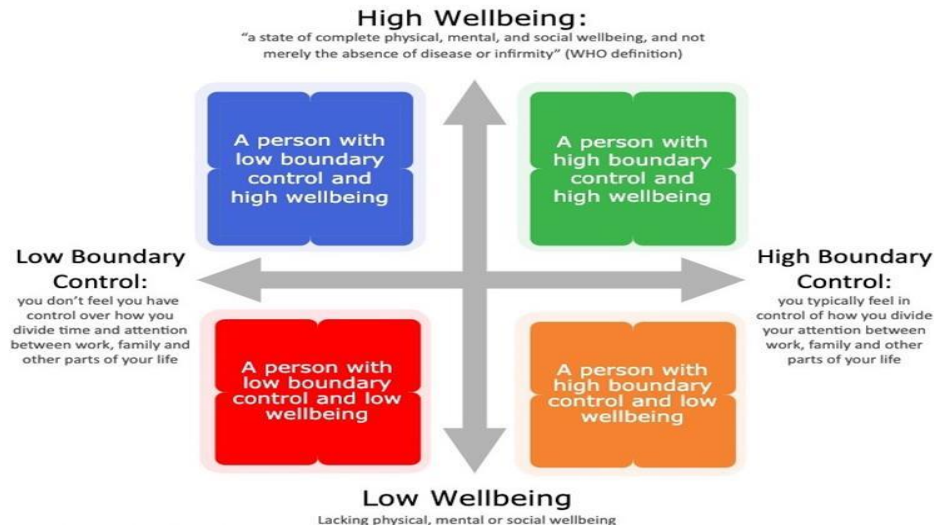 High Wellbeing:
“a state of complete physical, mental, and social wellbeing, and not
merely the absence of disease or infirmity” (WHO definition)
A person with
low boundary
control and
high wellbeing
A person with
high boundary
control and
high wellbeing
Low Boundary
Control:
you don’t feel you have
control over how you
divide time and attention
between work, family and
other parts of your life
High Boundary
Control:
you typically feel in
control of how you divide
your attention between
work, family and other
parts of your life
A person with
low boundary
control and low
wellbeing
A person with
high boundary
control and low
wellbeing
Low Wellbeing
Lacking physical, mental or social wellbeing